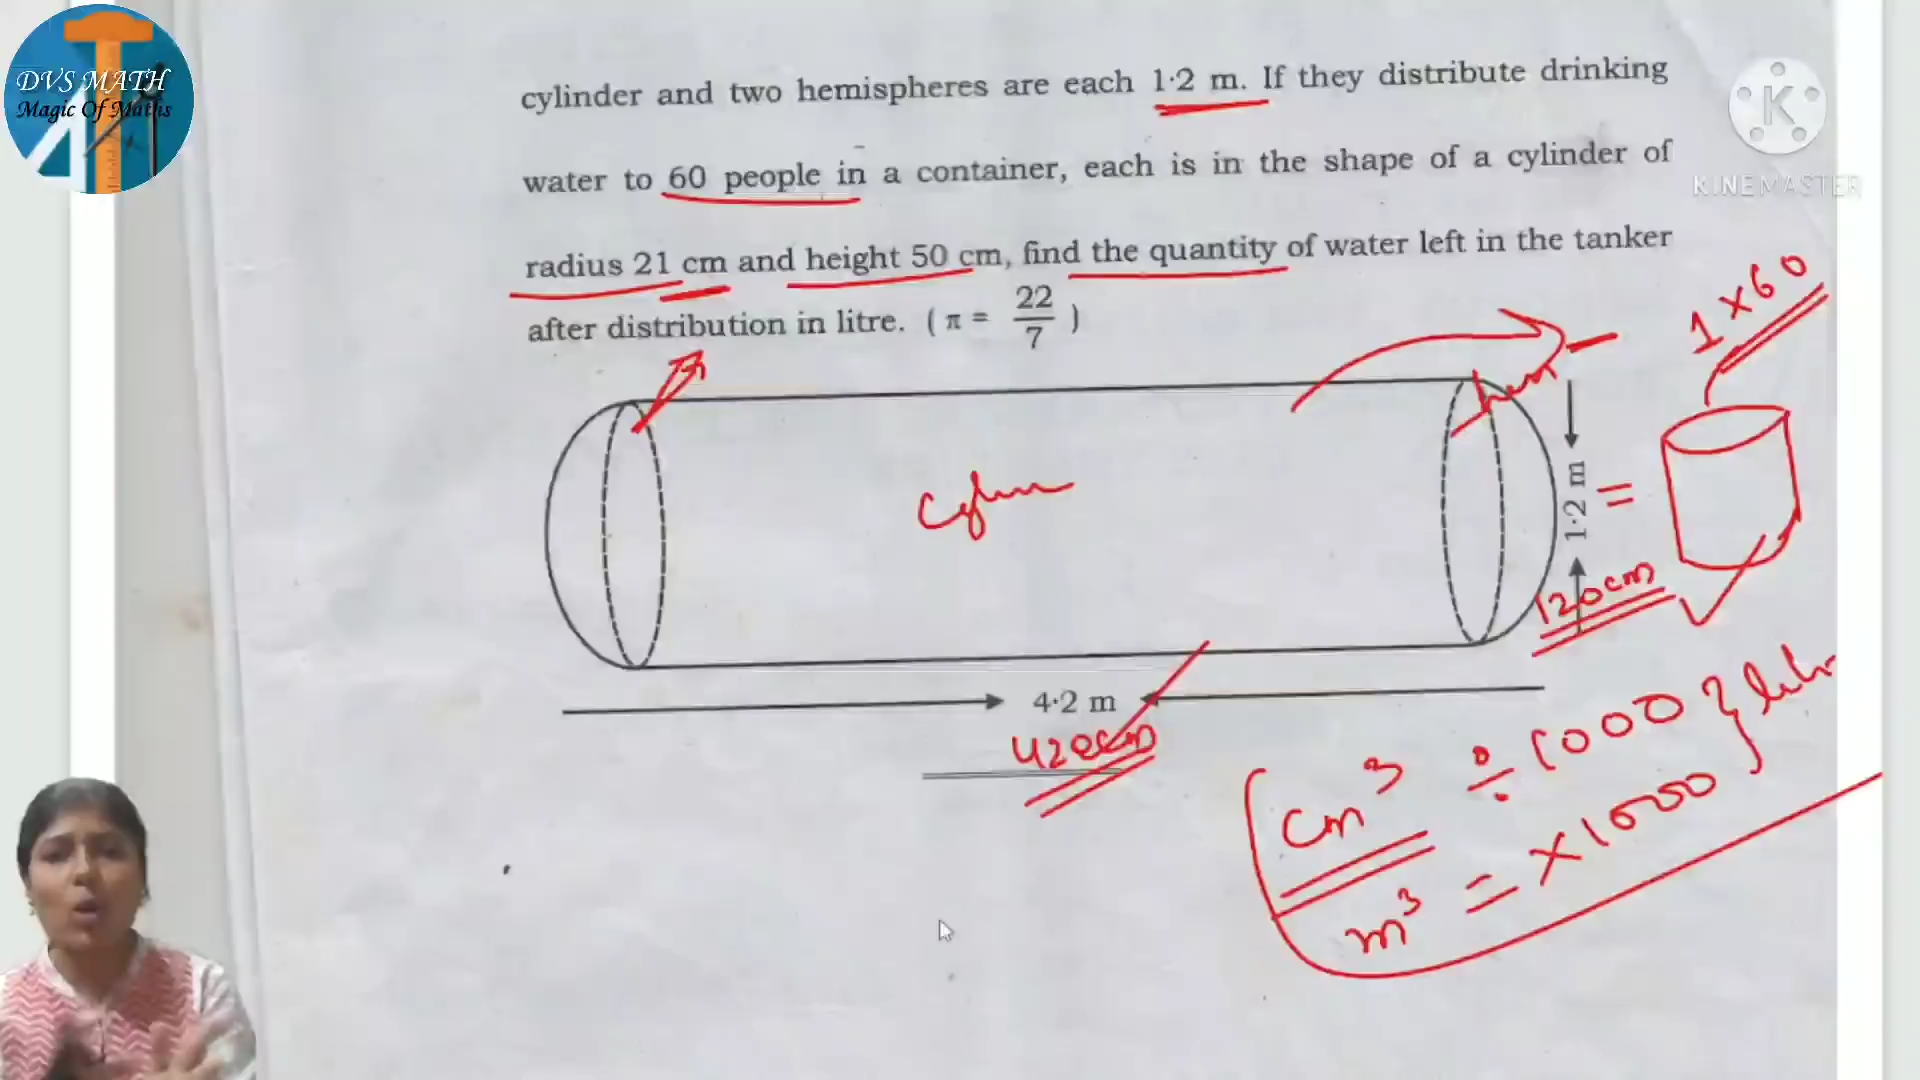 DVS MATH
Magic Of Maths
KINEMASTER
cylinder and two hemispheres are each 1·2 m. If they distribute drinking
water to 60 people in a container, each is in the shape of a cylinder of
radius 21 cm and height 50 cm, find the quantity of water left in the tanker
after distribution in litre. ( π = 22/7 )
1 × 60
1·2 m
=
120cm
4·2 m
420cm
cm³ ÷ 1000 }
m³ = ×1000